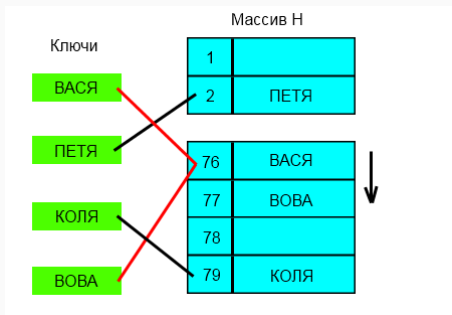 Массив Н
Ключи
1
ВАСЯ
2 ПЕТЯ
ПЕТЯ
76 ВАСЯ
77 ВОВА
КОЛЯ
78
79 КОЛЯ
ВОВА